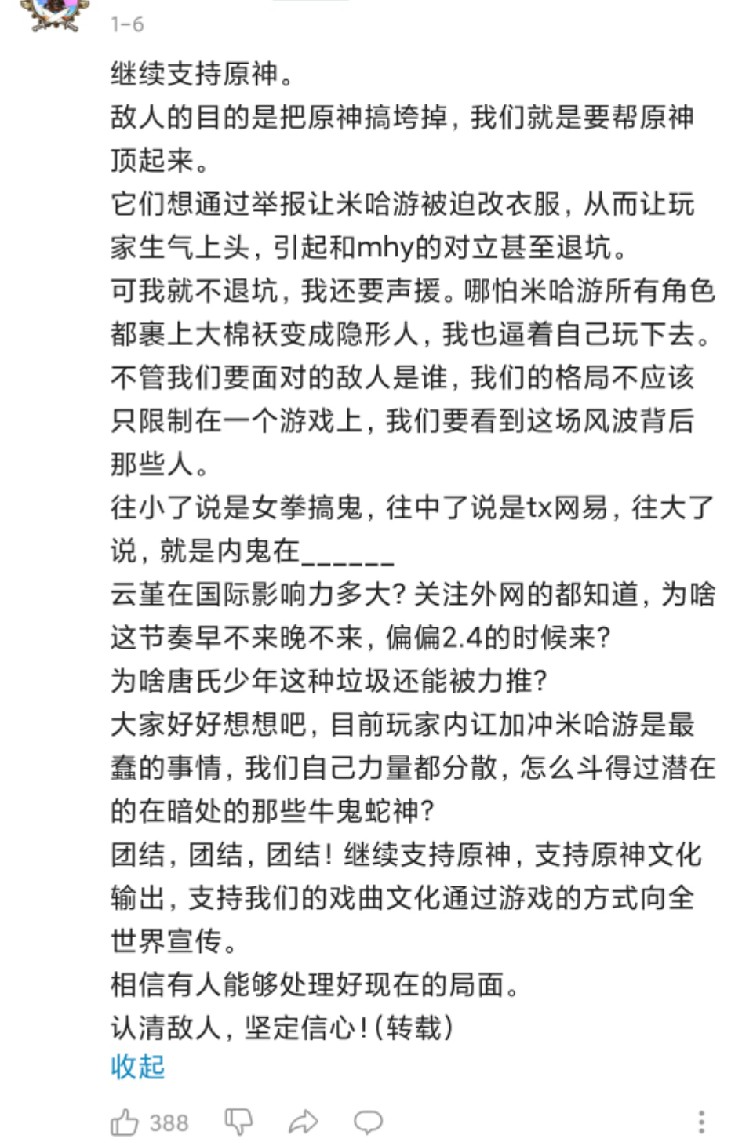 1-6
继续支持原神。
敌人的目的是把原神搞垮掉，我们就是要帮原神
顶起来。
它们想通过举报让米哈游被迫改衣服，从而让玩
家生气上头，引起和mhy的对立甚至退坑。
可我就不退坑，我还要声援。哪怕米哈游所有角色
都裹上大棉袄变成隐形人，我也逼着自己玩下去。
不管我们要面对的敌人是谁，我们的格局不应该
只限制在一个游戏上，我们要看到这场风波背后
那些人。
往小了说是女拳搞鬼，往中了说是tx网易，往大了
说，就是内鬼在______
云堇在国际影响力多大？关注外网的都知道，为啥
这节奏早不来晚不来，偏偏2.4的时候来？
为啥唐氏少年这种垃圾还能被力推？
大家好好想想吧，目前玩家内讧加冲米哈游是最
蠢的事情，我们自己力量都分散，怎么斗得过潜在
的在暗处的那些牛鬼蛇神？
团结，团结，团结！继续支持原神，支持原神文化
输出，支持我们的戏曲文化通过游戏的方式向全
世界宣传。
相信有人能够处理好现在的局面。
认清敌人，坚定信心！（转载）
收起
388